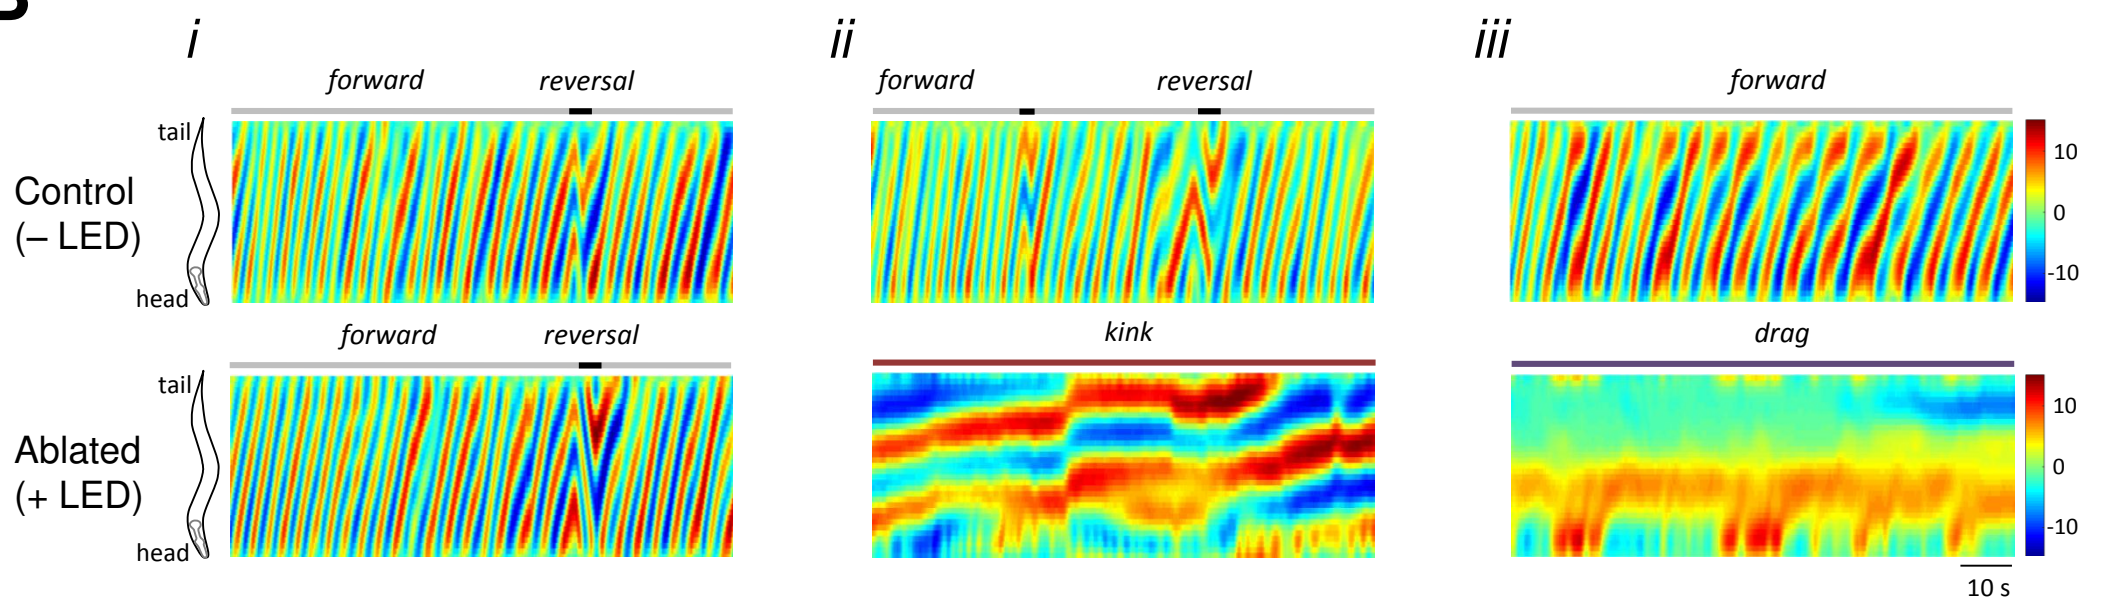 B
i
ii
iii
forward
reversal
forward
reversal
forward
Control
(– LED)
tail
head
10
0
-10
forward
reversal
kink
drag
Ablated
(+ LED)
tail
head
10
0
-10
10 s